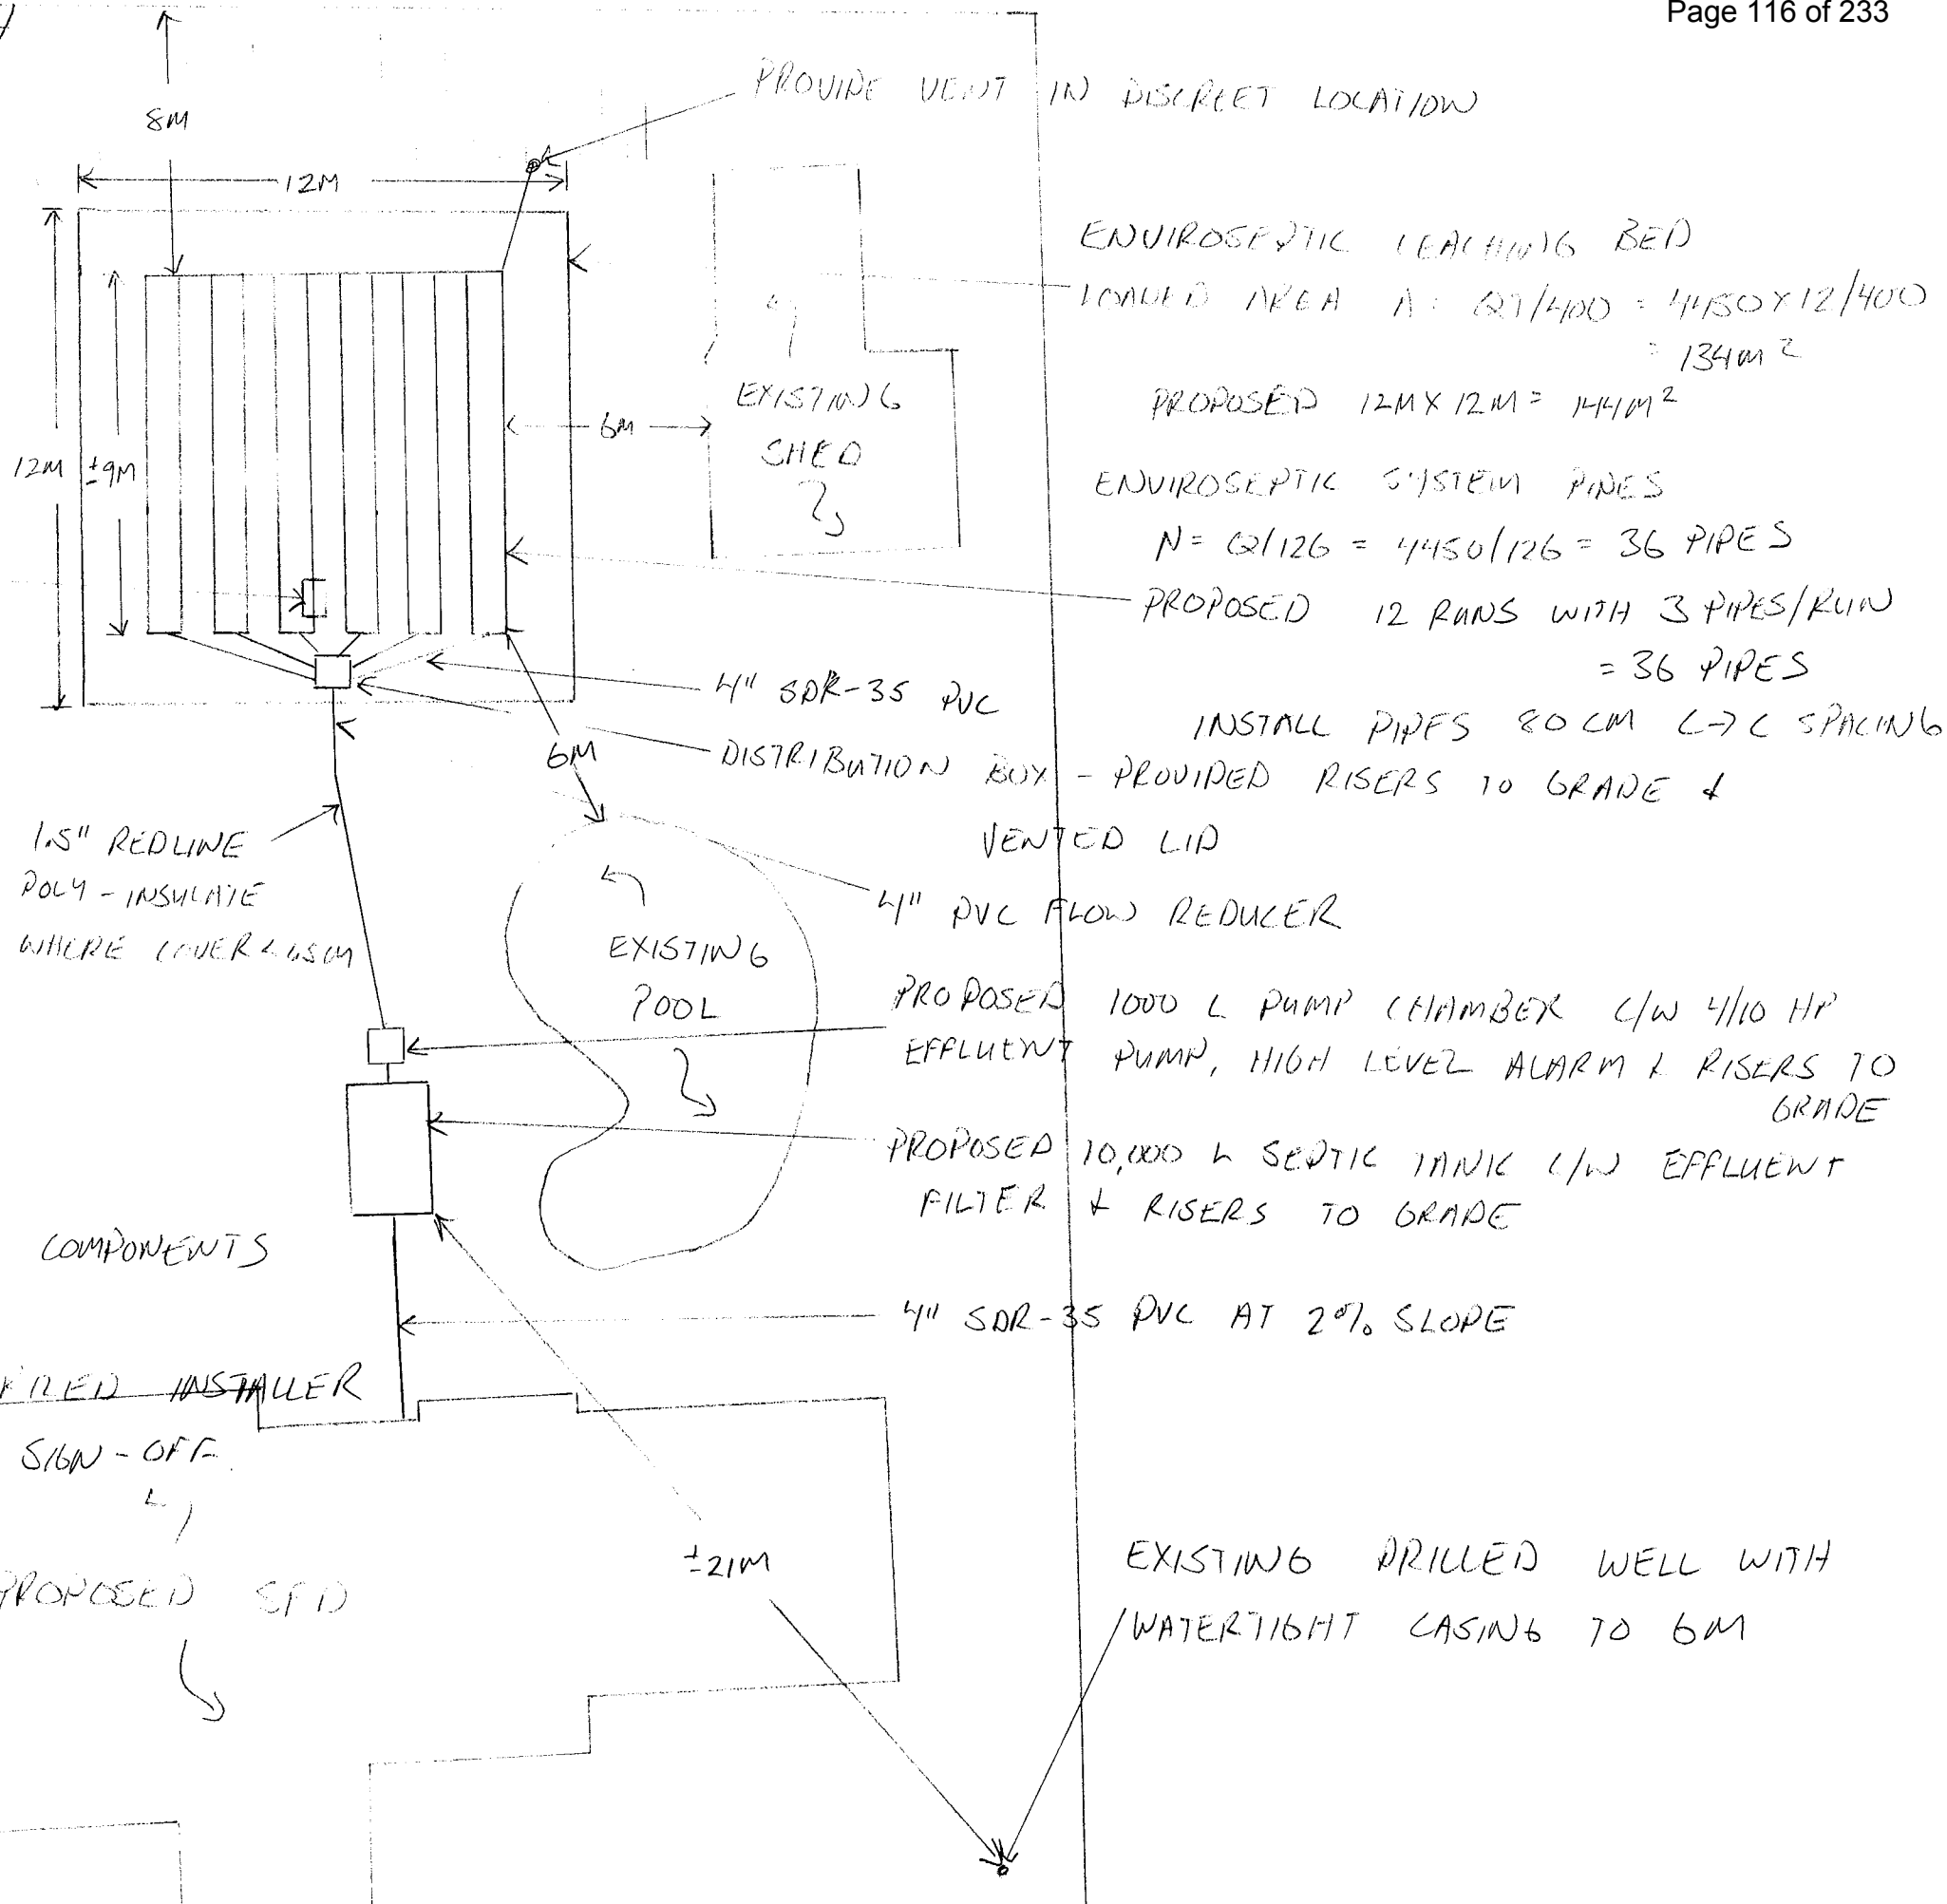 Page 116 of 233
8M
PROVIDE VENT IN DISCREET LOCATION
12M
ENVIROSEPTIC LEACHING BED
LOADED AREA A = QT/400 = 4450 X 12/400
= 134M²
PROPOSED 12M X 12M = 144M²
EXISTING
SHED
6M
12M
±9M
ENVIROSEPTIC SYSTEM PIPES
N = Q/126 = 4450/126 = 36 PIPES
PROPOSED 12 RUNS WITH 3 PIPES/RUN
= 36 PIPES
INSTALL PIPES 80 CM C->C SPACING
4" SDR-35 PVC
DISTRIBUTION BOX - PROVIDED RISERS TO GRADE &
VENTED LID
6M
1.5" REDLINE
POLY - INSULATE
WHERE COVER <
4" PVC FLOW REDUCER
EXISTING
POOL
PROPOSED 1000 L PUMP CHAMBER C/W 4/10 HP
EFFLUENT PUMP, HIGH LEVEL ALARM & RISERS TO
GRADE
PROPOSED 10,000 L SEPTIC TANK C/W EFFLUENT
FILTER & RISERS TO GRADE
COMPONENTS
4" SDR-35 PVC AT 2% SLOPE
INSTALLER
SIGN-OFF
±21M
PROPOSED SFD
EXISTING DRILLED WELL WITH
WATERTIGHT CASING TO 6M